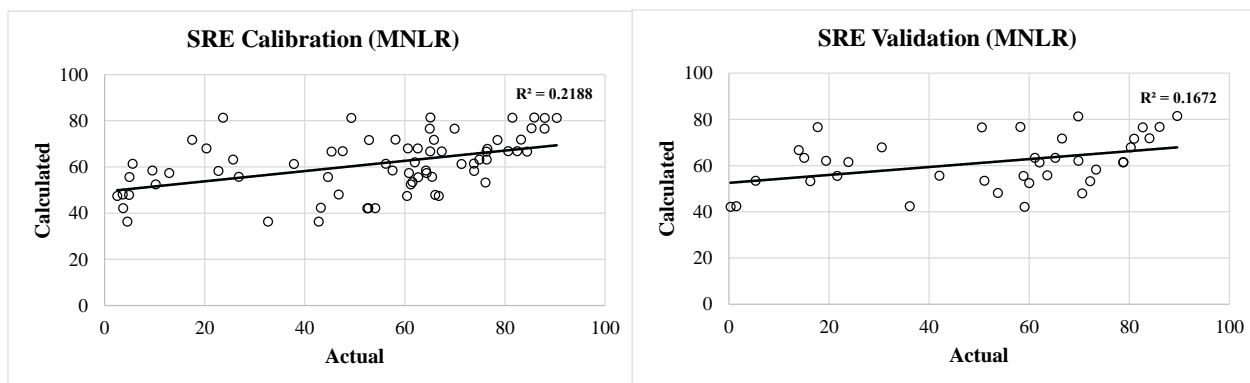 SRE Calibration (MNLR)
100
80
60
40
20
0
Calculated
R² = 0.2188
0 20 40 60 80 100
Actual
SRE Validation (MNLR)
100
80
60
40
20
0
Calculated
R² = 0.1672
0 20 40 60 80 100
Actual